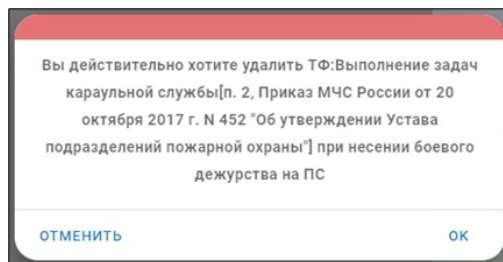 Вы действительно хотите удалить ТФ:Выполнение задач
караульной службы[п. 2, Приказ МЧС России от 20
октября 2017 г. N 452 "Об утверждении Устава
подразделений пожарной охраны"] при несении боевого
дежурства на ПС
ОТМЕНИТЬ ОК